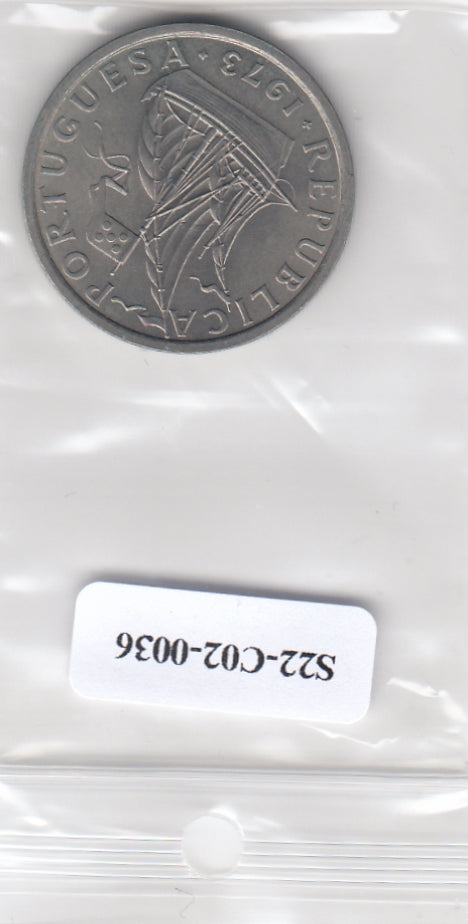 REPUBLICA PORTUGUESA
1973
S22-C02-0036